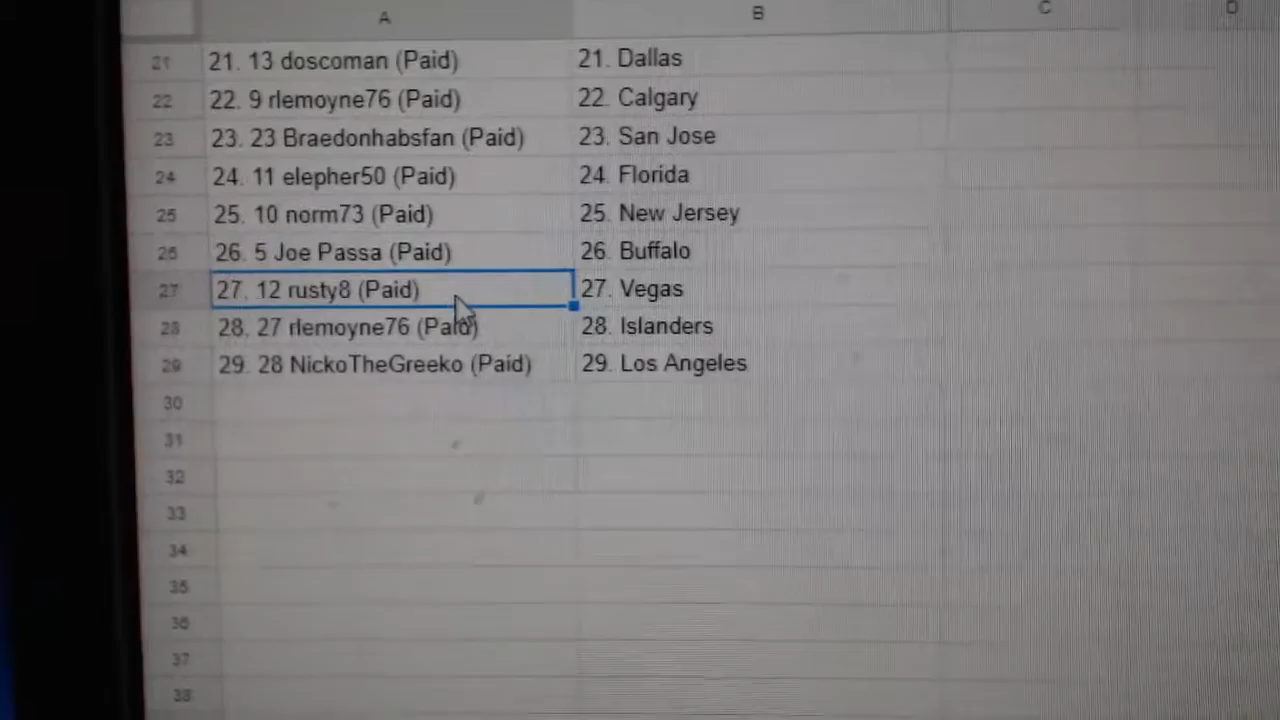 A B C D
21 21. 13 doscoman (Paid) 21. Dallas
22 22. 9 rlemoyne76 (Paid) 22. Calgary
23 23. 23 Braedonhabsfan (Paid) 23. San Jose
24 24. 11 elepher50 (Paid) 24. Florida
25 25. 10 norm73 (Paid) 25. New Jersey
26 26. 5 Joe Passa (Paid) 26. Buffalo
27 27. 12 rusty8 (Paid) 27. Vegas
28 28. 27 rlemoyne76 (Paid) 28. Islanders
29 29. 28 NickoTheGreeko (Paid) 29. Los Angeles
30
31
32
33
34
35
36
37
38